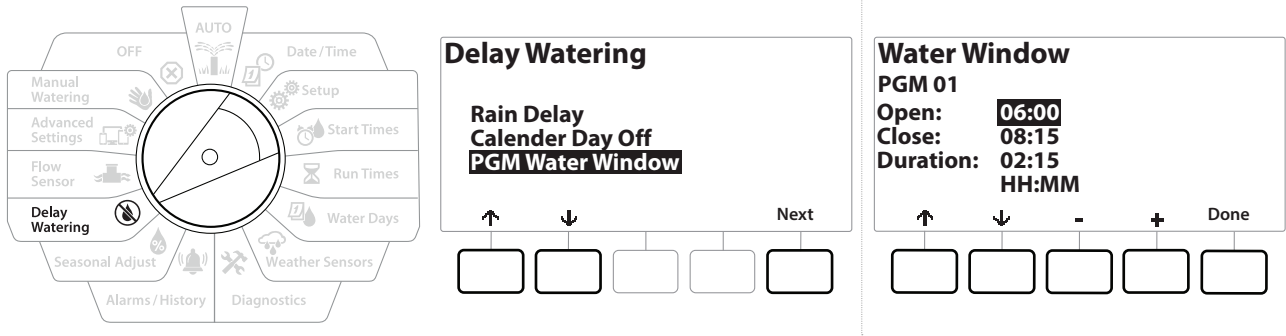 AUTO
OFF
Date/Time
Manual
Watering
Setup
Advanced
Settings
Start Times
Flow
Sensor
Run Times
Delay
Watering
Water Days
Seasonal Adjust
Weather Sensors
Alarms/History
Diagnostics
Delay Watering
Rain Delay
Calender Day Off
PGM Water Window
Next
Water Window
PGM 01
Open: 06:00
Close: 08:15
Duration: 02:15
HH:MM
- + Done